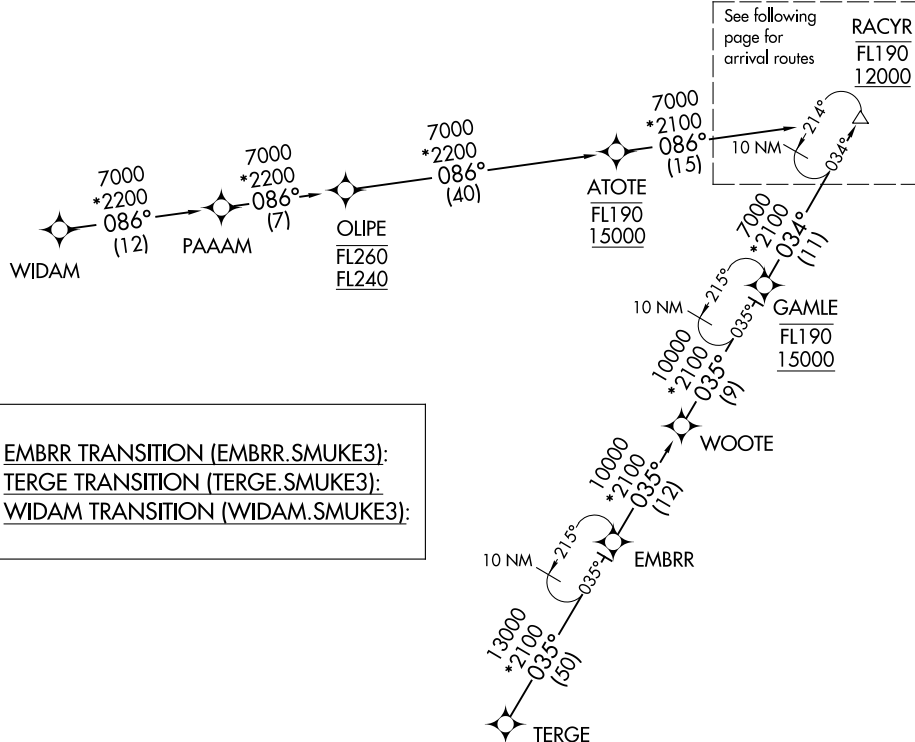 See following
page for
arrival routes
RACYR
FL190
12000
214°
10 NM
034°
7000
*2100
086°
(15)
7000
*2200
086°
(40)
7000
*2200
086°
(7)
7000
*2200
086°
(12)
WIDAM
PAAAM
OLIPE
FL260
FL240
ATOTE
FL190
15000
7000
*2100
034°
(11)
215°
10 NM
035°
GAMLE
FL190
15000
10000
*2100
035°
(9)
WOOTE
EMBRR TRANSITION (EMBRR.SMUKE3):
TERGE TRANSITION (TERGE.SMUKE3):
WIDAM TRANSITION (WIDAM.SMUKE3):
10000
*2100
035°
(12)
215°
10 NM
035°
EMBRR
13000
*2100
035°
(50)
TERGE